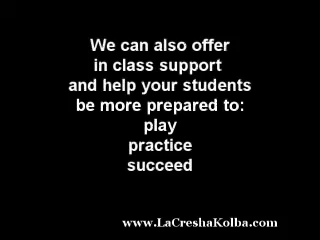 We can also offer
in class support
and help your students
be more prepared to:
play
practice
succeed
www.LaCreshaKolba.com